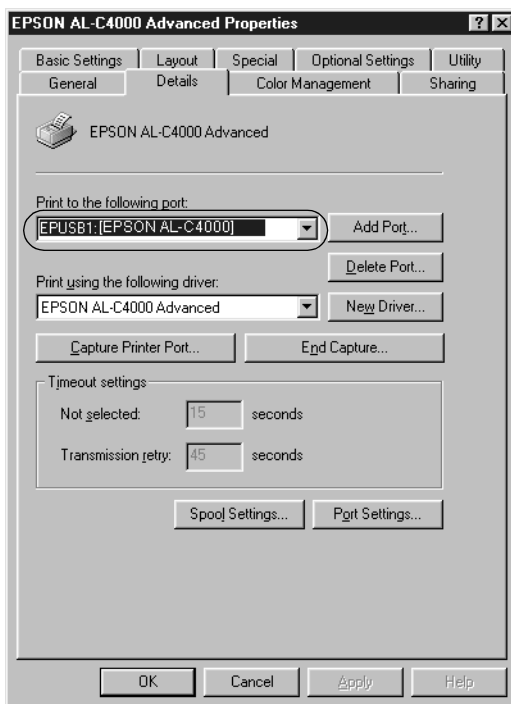 EPSON AL-C4000 Advanced Properties
Basic Settings Layout Special Optional Settings Utility
General Details Color Management Sharing
EPSON AL-C4000 Advanced
Print to the following port:
EPUSB1:[EPSON AL-C4000] Add Port...
Delete Port...
Print using the following driver:
EPSON AL-C4000 Advanced New Driver...
Capture Printer Port... End Capture...
Timeout settings
Not selected: 15 seconds
Transmission retry: 45 seconds
Spool Settings... Port Settings...
OK Cancel Apply Help